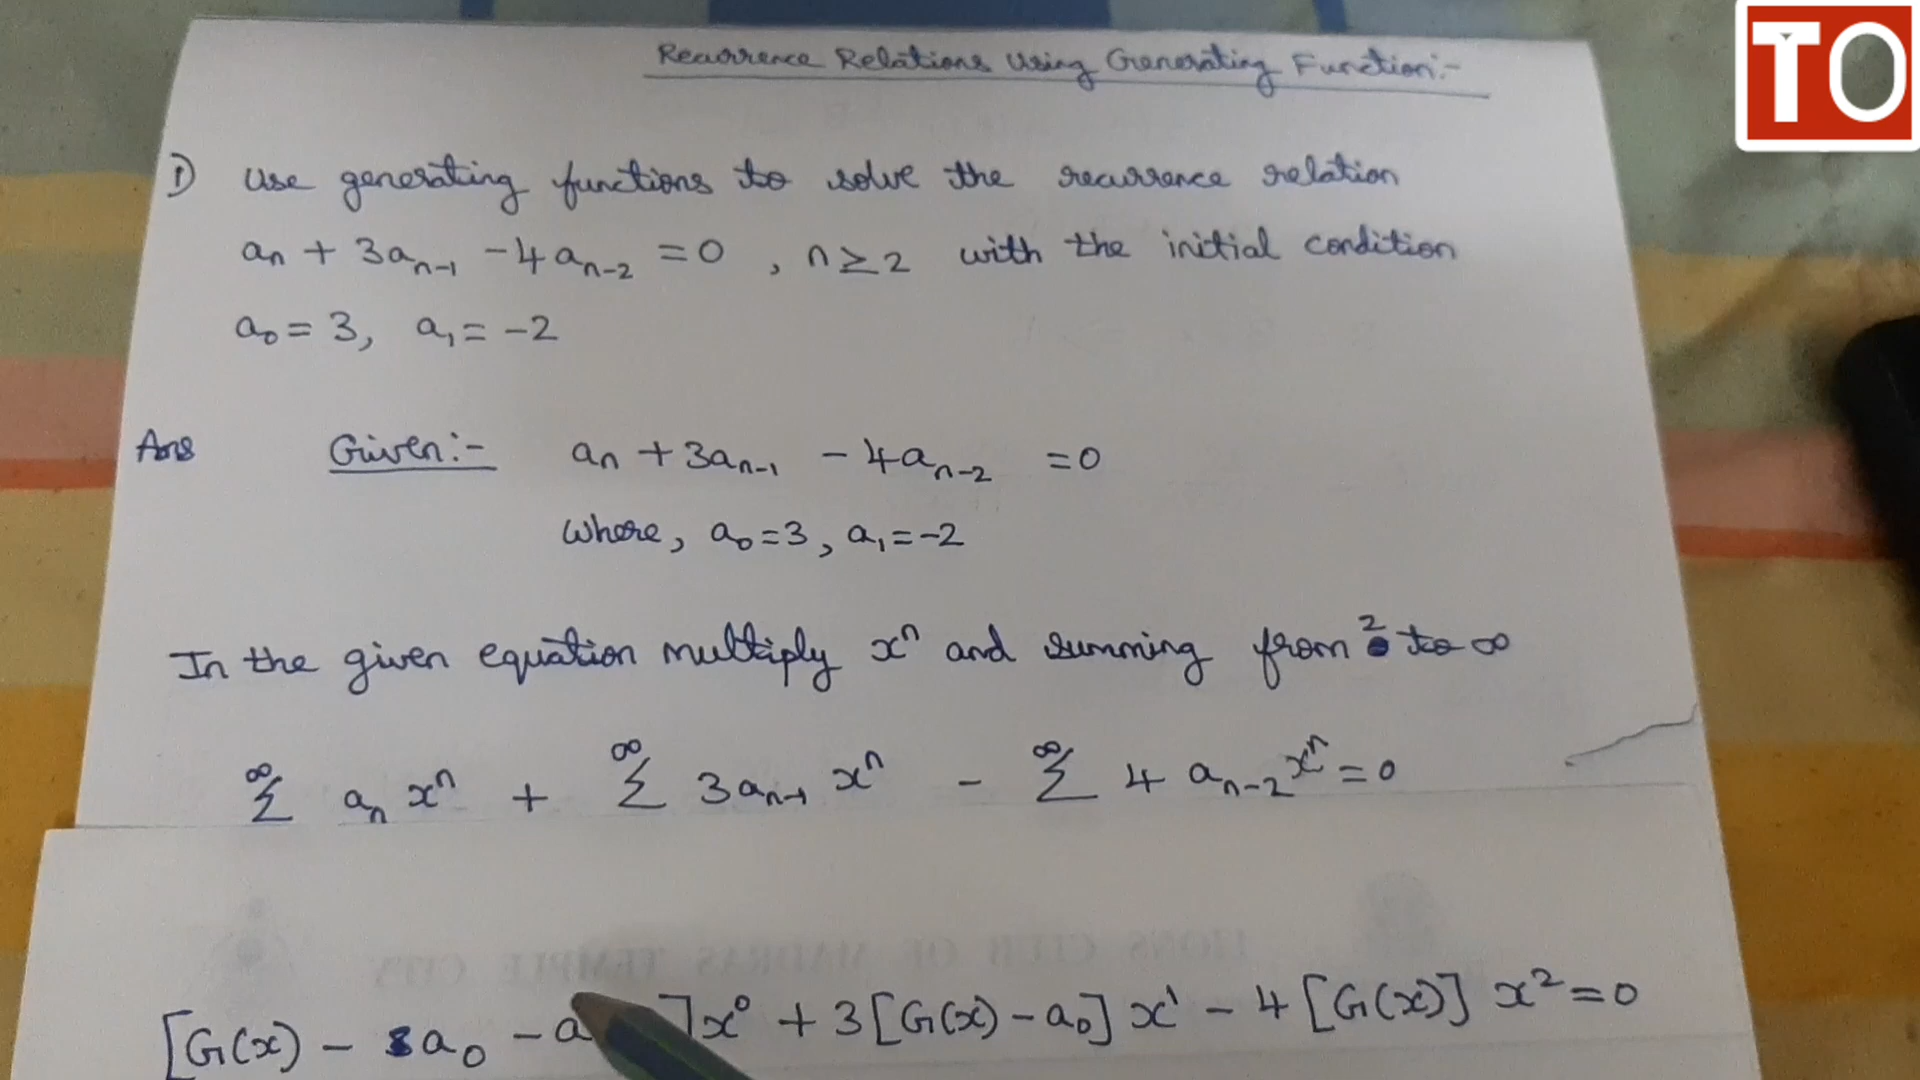 TO
Recurrence Relations Using Generating Function:-
1) Use generating functions to solve the recurrence relation
aₙ + 3aₙ₋₁ - 4aₙ₋₂ = 0 , n ≥ 2 with the initial condition
a₀ = 3, a₁ = -2
Ans Given:- aₙ + 3aₙ₋₁ - 4aₙ₋₂ = 0
Where, a₀ = 3, a₁ = -2
In the given equation multiply xⁿ and summing from 2 to ∞
∞Σ aₙ xⁿ + ∞Σ 3aₙ₋₁ xⁿ - ∞Σ 4 aₙ₋₂ xⁿ = 0
[G(x) - a₀ - a ]x⁰ + 3[G(x) - a₀] x¹ - 4 [G(x)] x² = 0